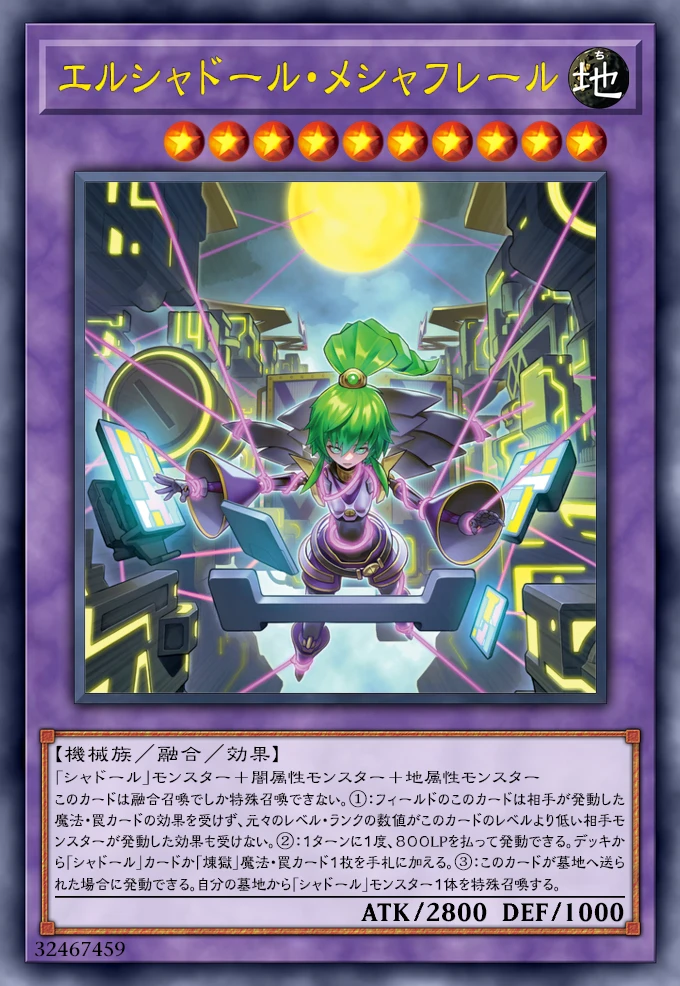 エルシャドール・メシャフレール
ち
地
【機械族／融合／効果】
「シャドール」モンスター＋闇属性モンスター＋地属性モンスター
このカードは融合召喚でしか特殊召喚できない。①：フィールドのこのカードは相手が発動した
魔法・罠カードの効果を受けず、元々のレベル・ランクの数値がこのカードのレベルより低い相手モ
ンスターが発動した効果も受けない。②：1ターンに1度、800LPを払って発動できる。デッキか
ら「シャドール」カードか「煉獄」魔法・罠カード1枚を手札に加える。③：このカードが墓地へ送ら
れた場合に発動できる。自分の墓地から「シャドール」モンスター1体を特殊召喚する。
ATK/2800 DEF/1000
32467459